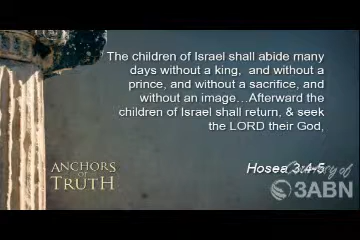 The children of Israel shall abide many
days without a king, and without a
prince, and without a sacrifice, and
without an image...Afterward the
children of Israel shall return, & seek
the LORD their God,
Hosea 3:4-5
Courtesy of
3ABN
ANCHORS
OF
TRUTH